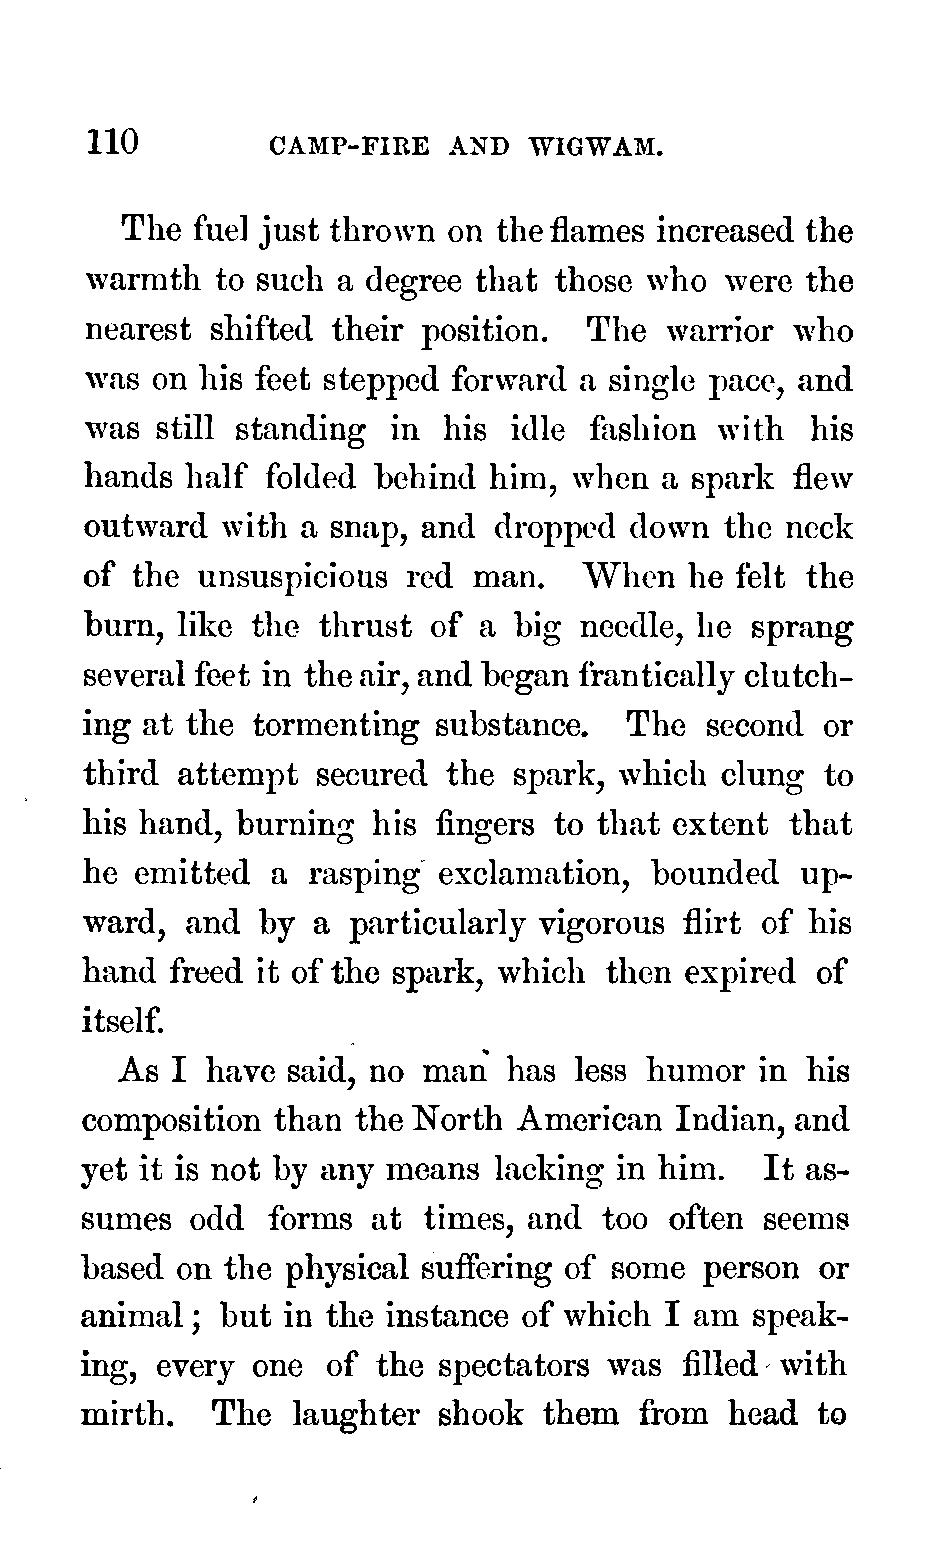 110 CAMP-FIRE AND WIGWAM.
The fuel just thrown on the flames increased the
warmth to such a degree that those who were the
nearest shifted their position. The warrior who
was on his feet stepped forward a single pace, and
was still standing in his idle fashion with his
hands half folded behind him, when a spark flew
outward with a snap, and dropped down the neck
of the unsuspicious red man. When he felt the
burn, like the thrust of a big needle, he sprang
several feet in the air, and began frantically clutch-
ing at the tormenting substance. The second or
third attempt secured the spark, which clung to
his hand, burning his fingers to that extent that
he emitted a rasping exclamation, bounded up-
ward, and by a particularly vigorous flirt of his
hand freed it of the spark, which then expired of
itself.
As I have said, no man has less humor in his
composition than the North American Indian, and
yet it is not by any means lacking in him. It as-
sumes odd forms at times, and too often seems
based on the physical suffering of some person or
animal; but in the instance of which I am speak-
ing, every one of the spectators was filled with
mirth. The laughter shook them from head to